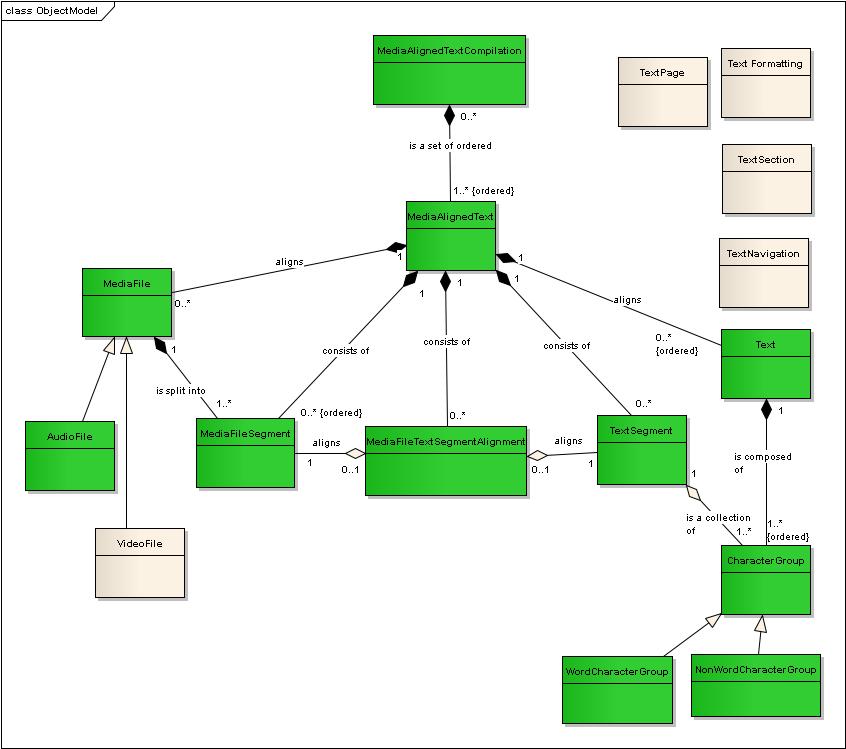 class ObjectModel
MediaAlignedTextCompilation
TextPage
Text Formatting
0..*
is a set of ordered
TextSection
1..* {ordered}
MediaAlignedText
TextNavigation
1
1
aligns
MediaFile
0..*
1
1
1
aligns
0..*
{ordered}
Text
1
consists of
consists of
consists of
is split into
1..*
0..* {ordered}
0..*
0..*
1
AudioFile
MediaFileSegment
aligns
1
0..1
MediaFileTextSegmentAlignment
aligns
0..1
1
TextSegment
is composed
of
1
is a collection
of
1..*
1..*
{ordered}
VideoFile
CharacterGroup
WordCharacterGroup
NonWordCharacterGroup